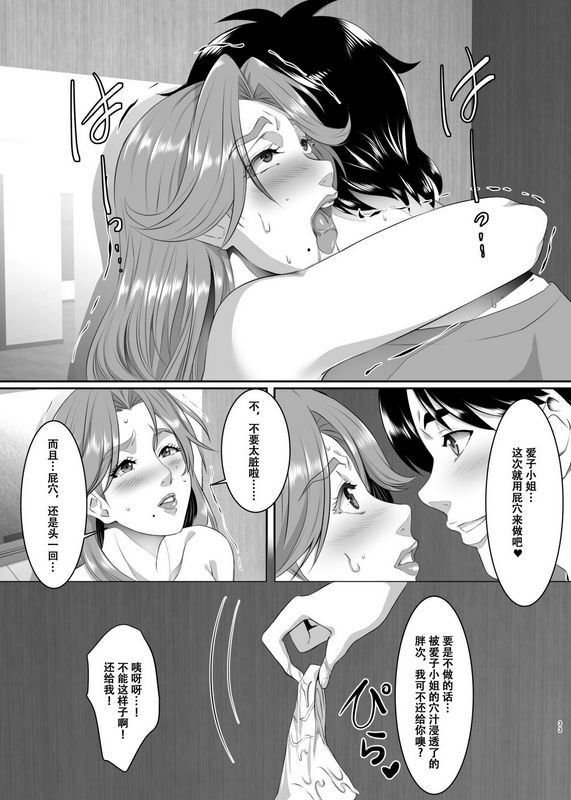 はーっ
はーっ
爱子小姐…
这次就用屁穴来
做吧♥
不，
不要太脏啦……
而且…屁穴，
还是头一回…
要是不做的话…
被爱子小姐的穴汁浸透了的
胖次，我可不还给你噢？
ぴら♡
咦呀呀…！
不能这样子啊！
还给我！
33